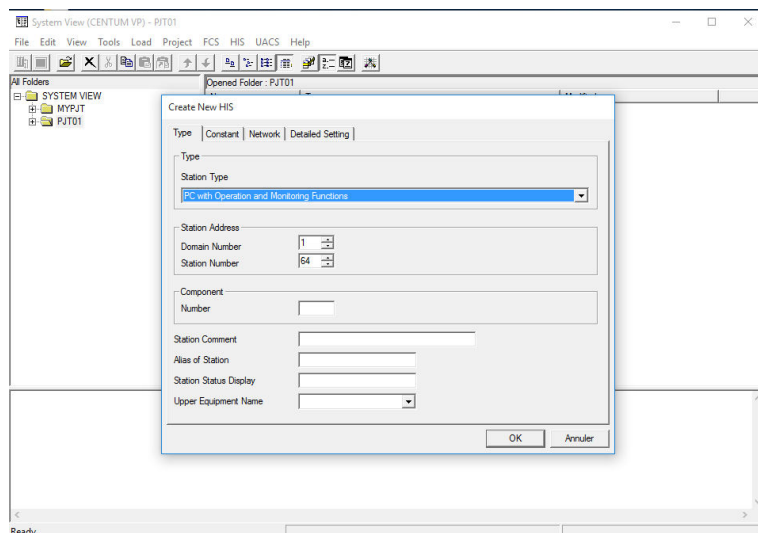 System View (CENTUM VP) - PJT01
File Edit View Tools Load Project FCS HIS UACS Help
All Folders
Opened Folder : PJT01
SYSTEM VIEW
MYPJT
PJT01
Create New HIS
Type Constant Network Detailed Setting
Type
Station Type
PC with Operation and Monitoring Functions
Station Address
Domain Number 1
Station Number 64
Component
Number
Station Comment
Alias of Station
Station Status Display
Upper Equipment Name
OK Annuler
Ready